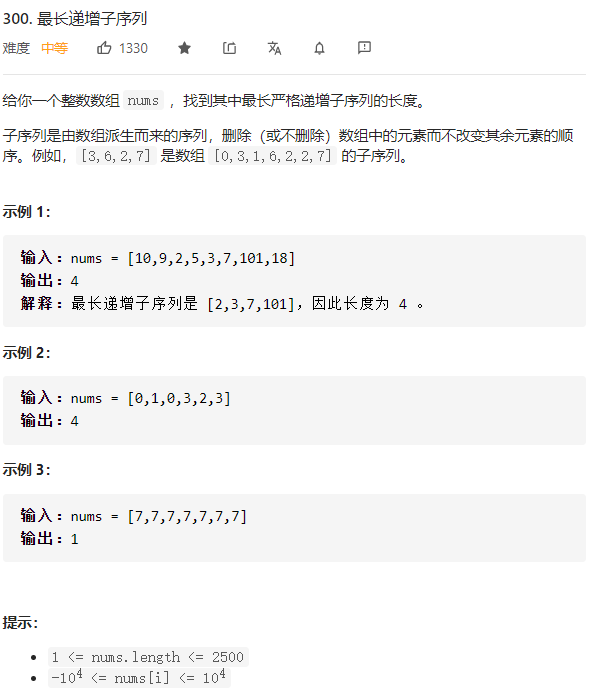 300. 最长递增子序列
难度 中等 1330
给你一个整数数组 nums ，找到其中最长严格递增子序列的长度。
子序列是由数组派生而来的序列，删除（或不删除）数组中的元素而不改变其余元素的顺
序。例如，[3,6,2,7] 是数组 [0,3,1,6,2,2,7] 的子序列。
示例 1：
输入：nums = [10,9,2,5,3,7,101,18]
输出：4
解释：最长递增子序列是 [2,3,7,101]，因此长度为 4 。
示例 2：
输入：nums = [0,1,0,3,2,3]
输出：4
示例 3：
输入：nums = [7,7,7,7,7,7,7]
输出：1
提示：
• 1 <= nums.length <= 2500
• -10⁴ <= nums[i] <= 10⁴